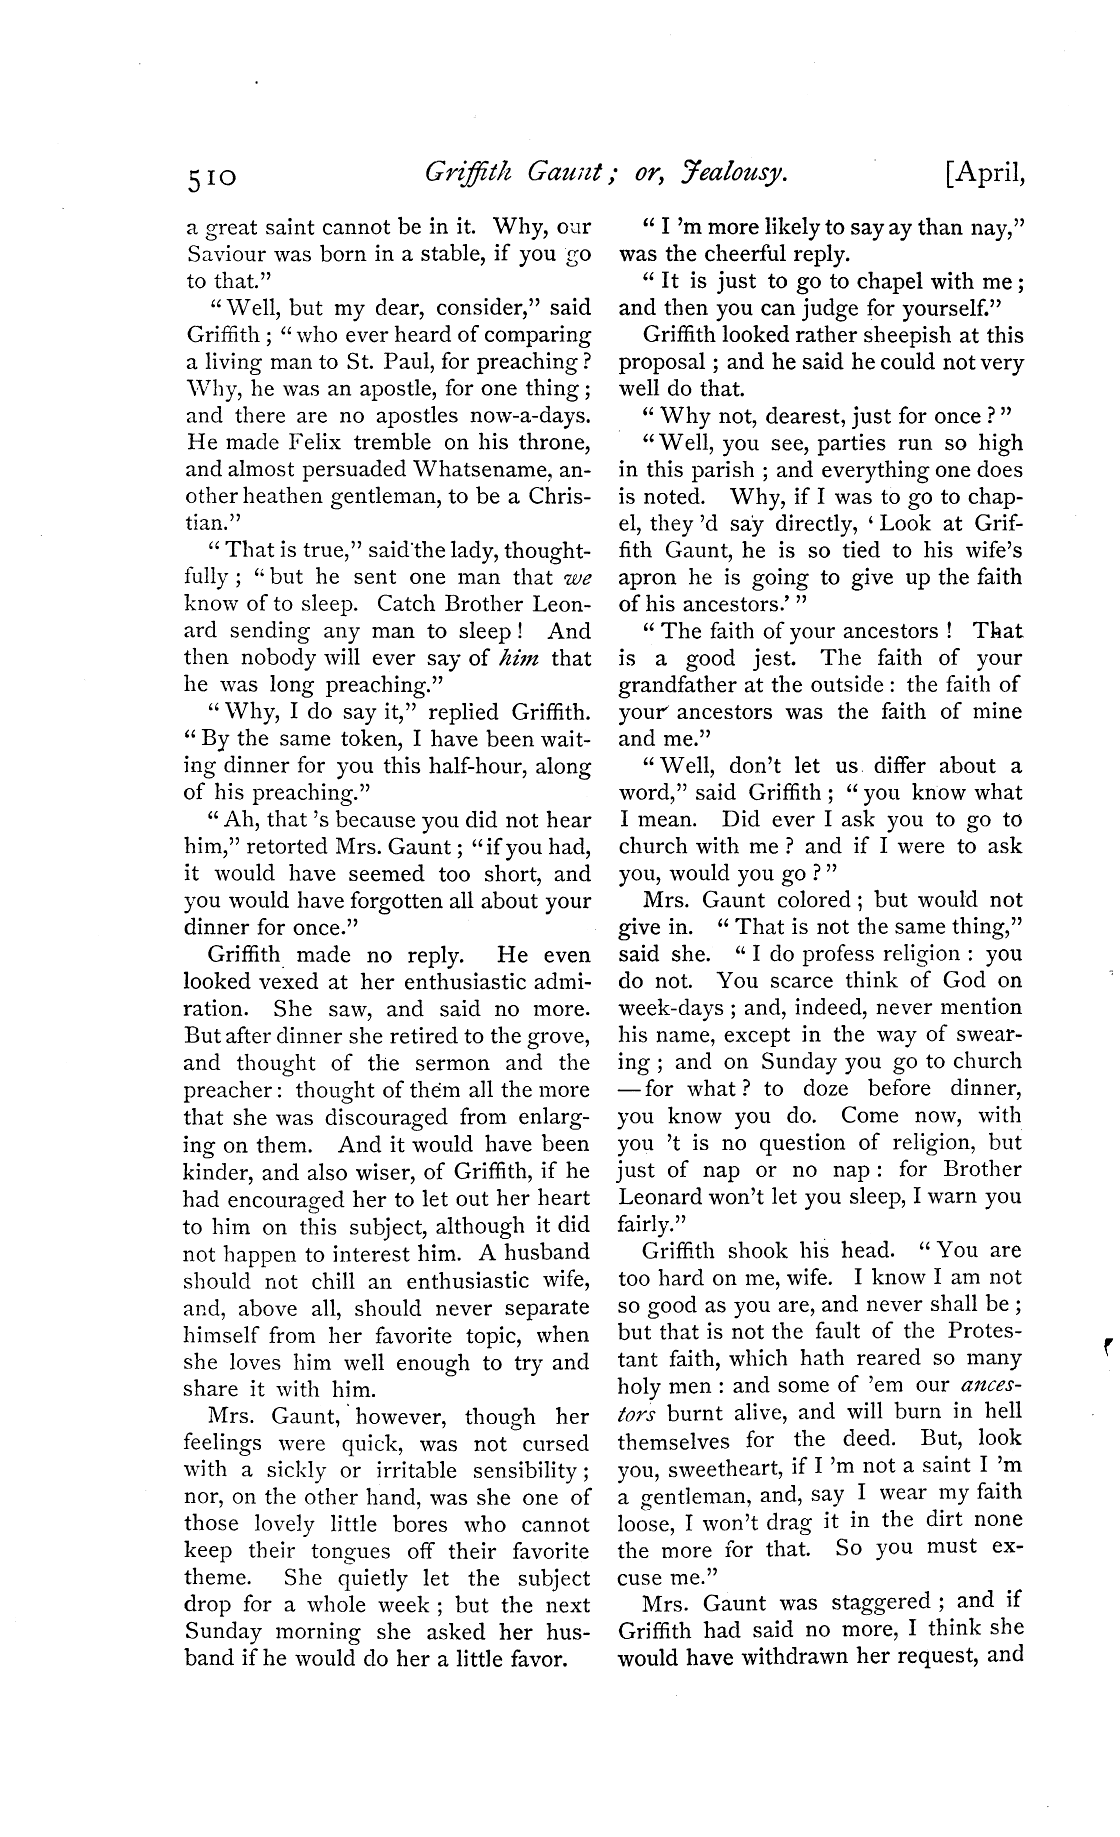 510 Griffith Gaunt; or, Jealousy. [April,
a great saint cannot be in it. Why, our
Saviour was born in a stable, if you go
to that."
"Well, but my dear, consider," said
Griffith; "who ever heard of comparing
a living man to St. Paul, for preaching?
Why, he was an apostle, for one thing;
and there are no apostles now-a-days.
He made Felix tremble on his throne,
and almost persuaded Whatsename, an-
other heathen gentleman, to be a Chris-
tian."
"That is true," said the lady, thought-
fully; "but he sent one man that we
know of to sleep. Catch Brother Leon-
ard sending any man to sleep! And
then nobody will ever say of him that
he was long preaching."
"Why, I do say it," replied Griffith.
"By the same token, I have been wait-
ing dinner for you this half-hour, along
of his preaching."
"Ah, that 's because you did not hear
him," retorted Mrs. Gaunt; "if you had,
it would have seemed too short, and
you would have forgotten all about your
dinner for once."
Griffith made no reply. He even
looked vexed at her enthusiastic admi-
ration. She saw, and said no more.
But after dinner she retired to the grove,
and thought of the sermon and the
preacher: thought of them all the more
that she was discouraged from enlarg-
ing on them. And it would have been
kinder, and also wiser, of Griffith, if he
had encouraged her to let out her heart
to him on this subject, although it did
not happen to interest him. A husband
should not chill an enthusiastic wife,
and, above all, should never separate
himself from her favorite topic, when
she loves him well enough to try and
share it with him.
Mrs. Gaunt, however, though her
feelings were quick, was not cursed
with a sickly or irritable sensibility;
nor, on the other hand, was she one of
those lovely little bores who cannot
keep their tongues off their favorite
theme. She quietly let the subject
drop for a whole week; but the next
Sunday morning she asked her hus-
band if he would do her a little favor.
"I 'm more likely to say ay than nay,"
was the cheerful reply.
"It is just to go to chapel with me;
and then you can judge for yourself."
Griffith looked rather sheepish at this
proposal; and he said he could not very
well do that.
"Why not, dearest, just for once?"
"Well, you see, parties run so high
in this parish; and everything one does
is noted. Why, if I was to go to chap-
el, they 'd say directly, 'Look at Grif-
fith Gaunt, he is so tied to his wife's
apron he is going to give up the faith
of his ancestors.'"
"The faith of your ancestors! That
is a good jest. The faith of your
grandfather at the outside: the faith of
your ancestors was the faith of mine
and me."
"Well, don't let us differ about a
word," said Griffith; "you know what
I mean. Did ever I ask you to go to
church with me? and if I were to ask
you, would you go?"
Mrs. Gaunt colored; but would not
give in. "That is not the same thing,"
said she. "I do profess religion: you
do not. You scarce think of God on
week-days; and, indeed, never mention
his name, except in the way of swear-
ing; and on Sunday you go to church
—for what? to doze before dinner,
you know you do. Come now, with
you 't is no question of religion, but
just of nap or no nap: for Brother
Leonard won't let you sleep, I warn you
fairly."
Griffith shook his head. "You are
too hard on me, wife. I know I am not
so good as you are, and never shall be;
but that is not the fault of the Protes-
tant faith, which hath reared so many
holy men: and some of 'em our ances-
tors burnt alive, and will burn in hell
themselves for the deed. But, look
you, sweetheart, if I 'm not a saint I 'm
a gentleman, and, say I wear my faith
loose, I won't drag it in the dirt none
the more for that. So you must ex-
cuse me."
Mrs. Gaunt was staggered; and if
Griffith had said no more, I think she
would have withdrawn her request, and